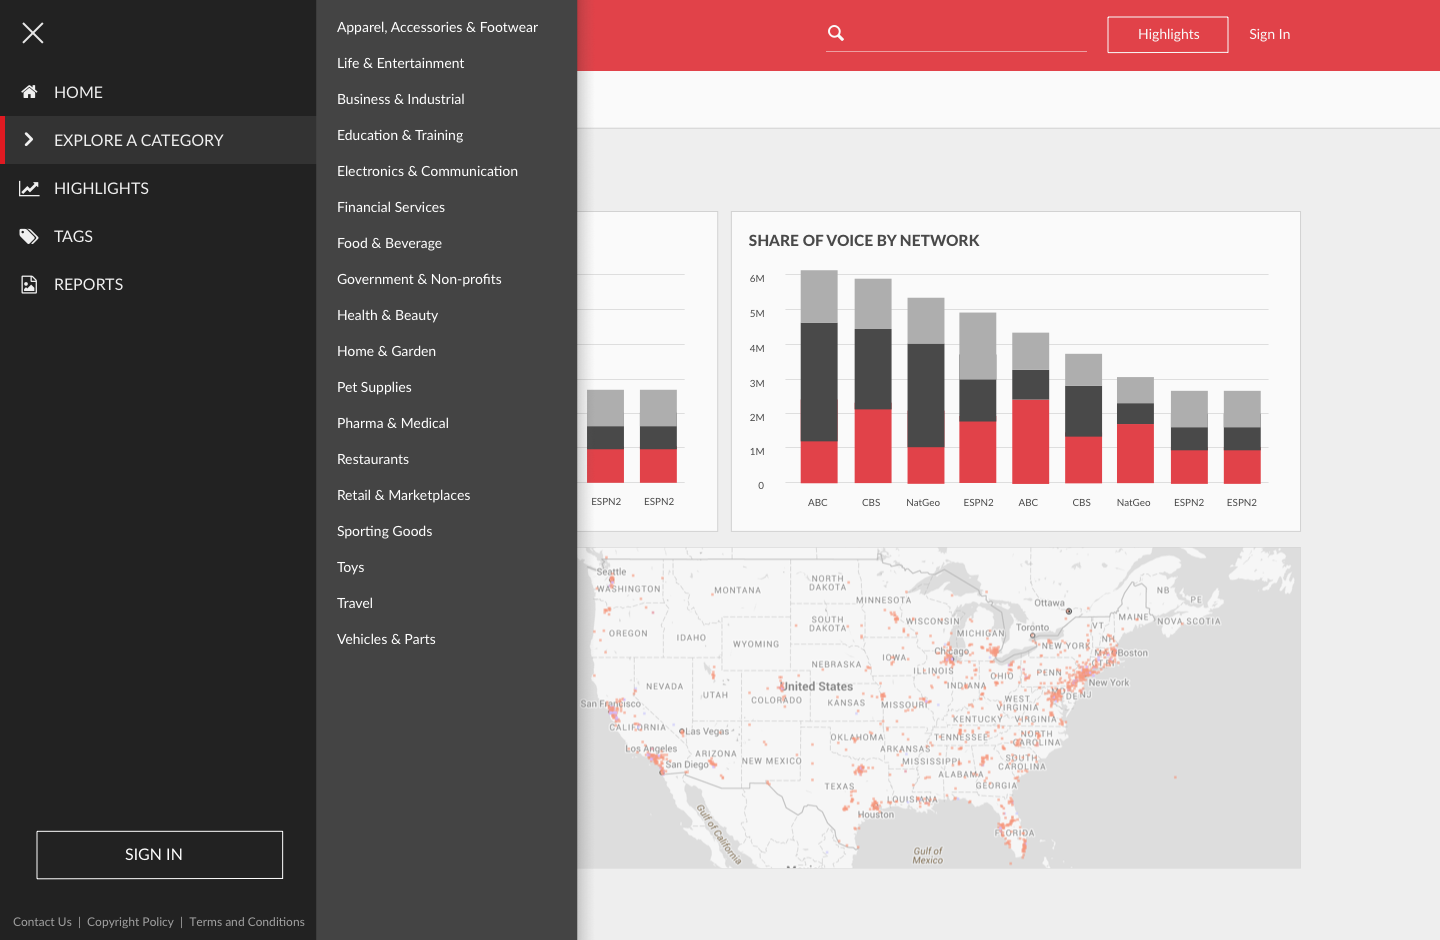 HOME
EXPLORE A CATEGORY
HIGHLIGHTS
TAGS
REPORTS
SIGN IN
Contact Us | Copyright Policy | Terms and Conditions
Apparel, Accessories & Footwear
Life & Entertainment
Business & Industrial
Education & Training
Electronics & Communication
Financial Services
Food & Beverage
Government & Non-profits
Health & Beauty
Home & Garden
Pet Supplies
Pharma & Medical
Restaurants
Retail & Marketplaces
Sporting Goods
Toys
Travel
Vehicles & Parts
Highlights
Sign In
ESPN2 ESPN2
SHARE OF VOICE BY NETWORK
6M
5M
4M
3M
2M
1M
0
ABC CBS NatGeo ESPN2 ABC CBS NatGeo ESPN2 ESPN2
Seattle
WASHINGTON
MONTANA
NORTH
DAKOTA
MINNESOTA
Ottawa
NB
PE
MAINE
NOVA SCOTIA
OREGON
IDAHO
WYOMING
SOUTH
DAKOTA
WISCONSIN
MICHIGAN
Toronto
VT
NH
NEW YORK
MA
Boston
CT RI
NEBRASKA
IOWA
Chicago
ILLINOIS
INDIANA
OHIO
PENN
New York
NEVADA
UTAH
COLORADO
United States
KANSAS
MISSOURI
WEST
VIRGINIA
MD
DE NJ
San Francisco
CALIFORNIA
Las Vegas
KENTUCKY
VIRGINIA
Los Angeles
ARIZONA
NEW MEXICO
OKLAHOMA
ARKANSAS
TENNESSEE
NORTH
CAROLINA
San Diego
MISSISSIPPI
SOUTH
CAROLINA
ALABAMA
GEORGIA
TEXAS
LOUISIANA
Houston
FLORIDA
Gulf of California
Gulf of
Mexico